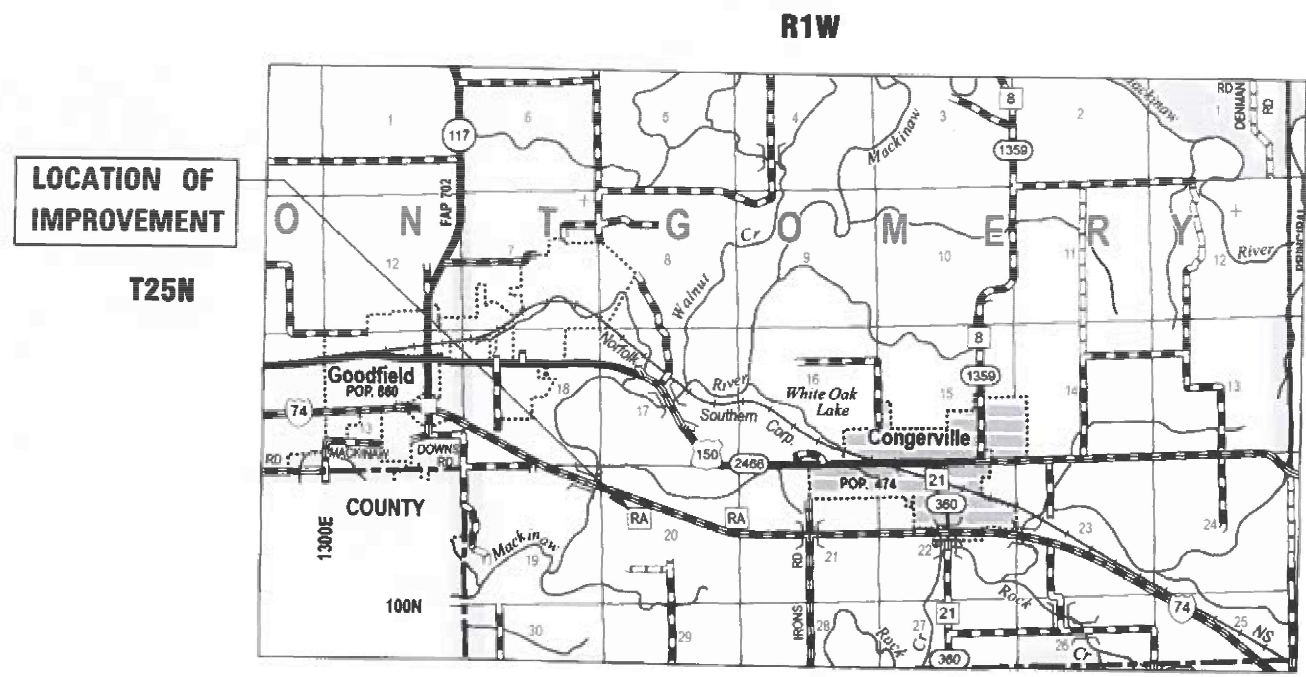 R1W
LOCATION OF
IMPROVEMENT
T25N
M O N T G O M E R Y
1
6
5
4
3
2
1
117
FAP 702
Mackinaw
8
1359
Mackinaw
RD
DENMAN
RD
PRINCIPAL
12
7
8
9
10
11
12
Walnut
Cr
River
Norfolk
Southern
Corp.
River
White Oak
Lake
Goodfield
POP. 860
74
13
18
17
16
15
14
13
8
1359
MACKINAW
RD
DOWNS
RD
150
2466
Congerville
POP. 474
21
360
COUNTY
1300E
100N
RA
RA
Mackinaw
19
20
21
22
23
24
RD
IRONS
30
29
28
27
26
25
Rock
Cr
21
360
Rock
Cr
74
NS